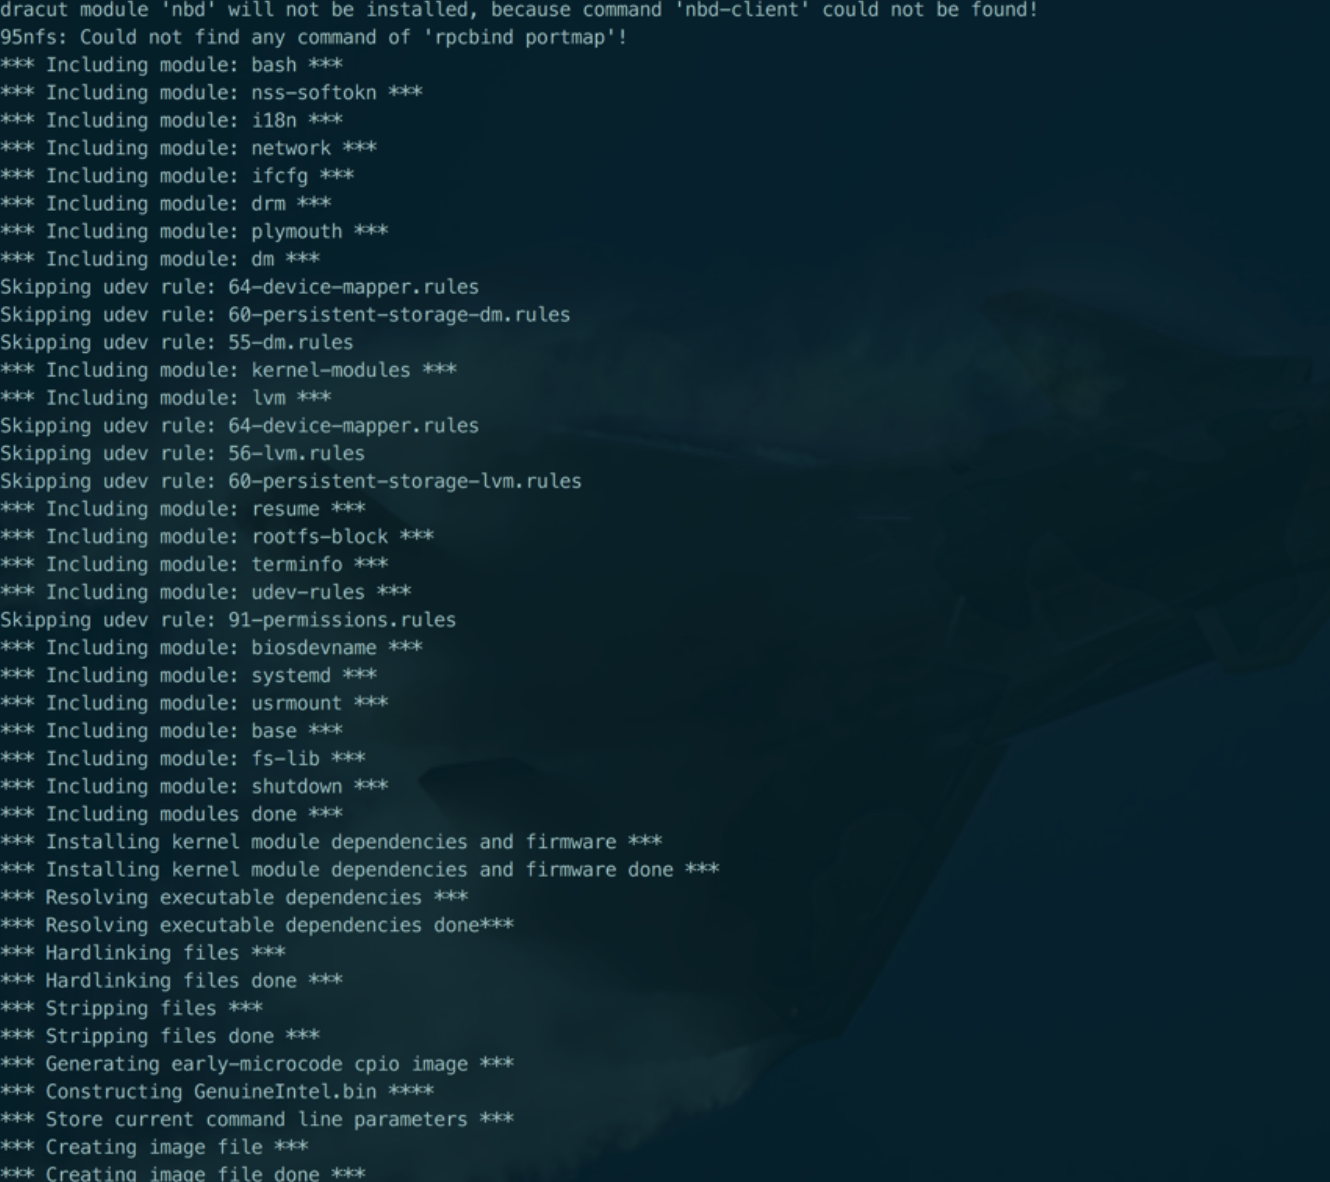 dracut module 'nbd' will not be installed, because command 'nbd-client' could not be found!
95nfs: Could not find any command of 'rpcbind portmap'!
*** Including module: bash ***
*** Including module: nss-softokn ***
*** Including module: i18n ***
*** Including module: network ***
*** Including module: ifcfg ***
*** Including module: drm ***
*** Including module: plymouth ***
*** Including module: dm ***
Skipping udev rule: 64-device-mapper.rules
Skipping udev rule: 60-persistent-storage-dm.rules
Skipping udev rule: 55-dm.rules
*** Including module: kernel-modules ***
*** Including module: lvm ***
Skipping udev rule: 64-device-mapper.rules
Skipping udev rule: 56-lvm.rules
Skipping udev rule: 60-persistent-storage-lvm.rules
*** Including module: resume ***
*** Including module: rootfs-block ***
*** Including module: terminfo ***
*** Including module: udev-rules ***
Skipping udev rule: 91-permissions.rules
*** Including module: biosdevname ***
*** Including module: systemd ***
*** Including module: usrmount ***
*** Including module: base ***
*** Including module: fs-lib ***
*** Including module: shutdown ***
*** Including modules done ***
*** Installing kernel module dependencies and firmware ***
*** Installing kernel module dependencies and firmware done ***
*** Resolving executable dependencies ***
*** Resolving executable dependencies done***
*** Hardlinking files ***
*** Hardlinking files done ***
*** Stripping files ***
*** Stripping files done ***
*** Generating early-microcode cpio image ***
*** Constructing GenuineIntel.bin ****
*** Store current command line parameters ***
*** Creating image file ***
*** Creating image file done ***